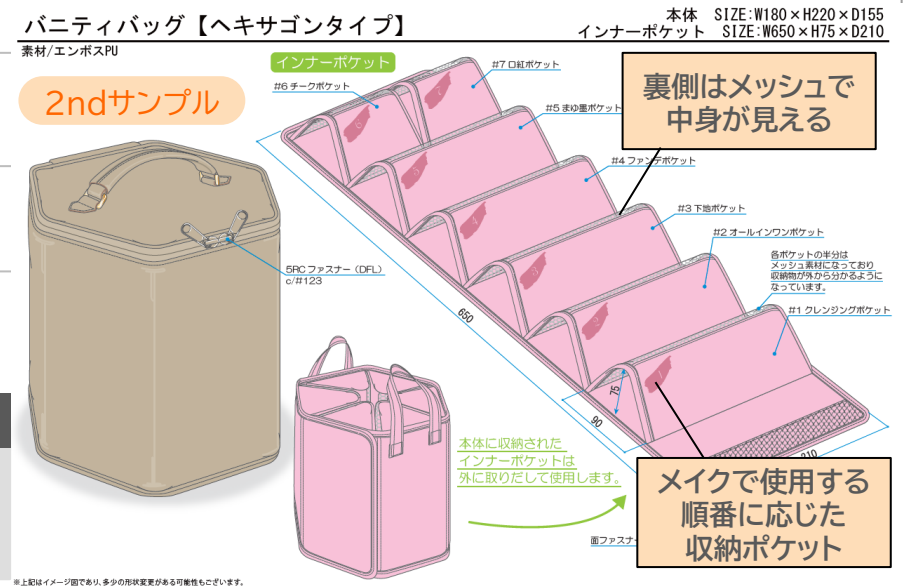 バニティバッグ【ヘキサゴンタイプ】
本体 SIZE:W180×H220×D155
インナーポケット SIZE:W650×H75×D210
素材/エンボスPU
2ndサンプル
インナーポケット
#7 口紅ポケット
#6 チークポケット
#5 まゆ墨ポケット
裏側はメッシュで
中身が見える
#4 ファンデポケット
#3 下地ポケット
#2 オールインワンポケット
各ポケットの半分は
メッシュ素材になっており
収納物が外から分かるように
なっています。
#1 クレンジングポケット
5RC ファスナー（DFL）
c/#123
650
7
6
5
4
3
2
1
75
90
210
本体に収納された
インナーポケットは
外に取りだして使用します。
メイクで使用する
順番に応じた
収納ポケット
面ファスナ
※上記はイメージ図であり、多少の形状変更がある可能性もございます。